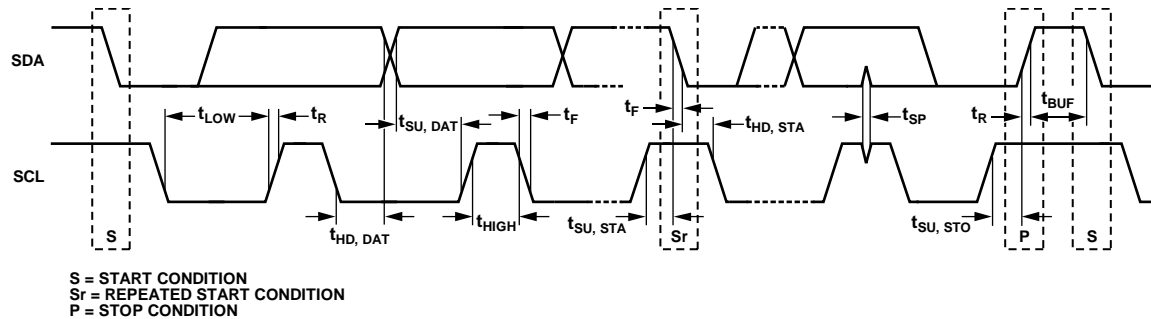 SDA
tLOW
tR
tSU, DAT
tF
tF
tHD, STA
tSP
tR
tBUF
SCL
S
tHD, DAT
tHIGH
tSU, STA
Sr
tSU, STO
P
S
S = START CONDITION
Sr = REPEATED START CONDITION
P = STOP CONDITION